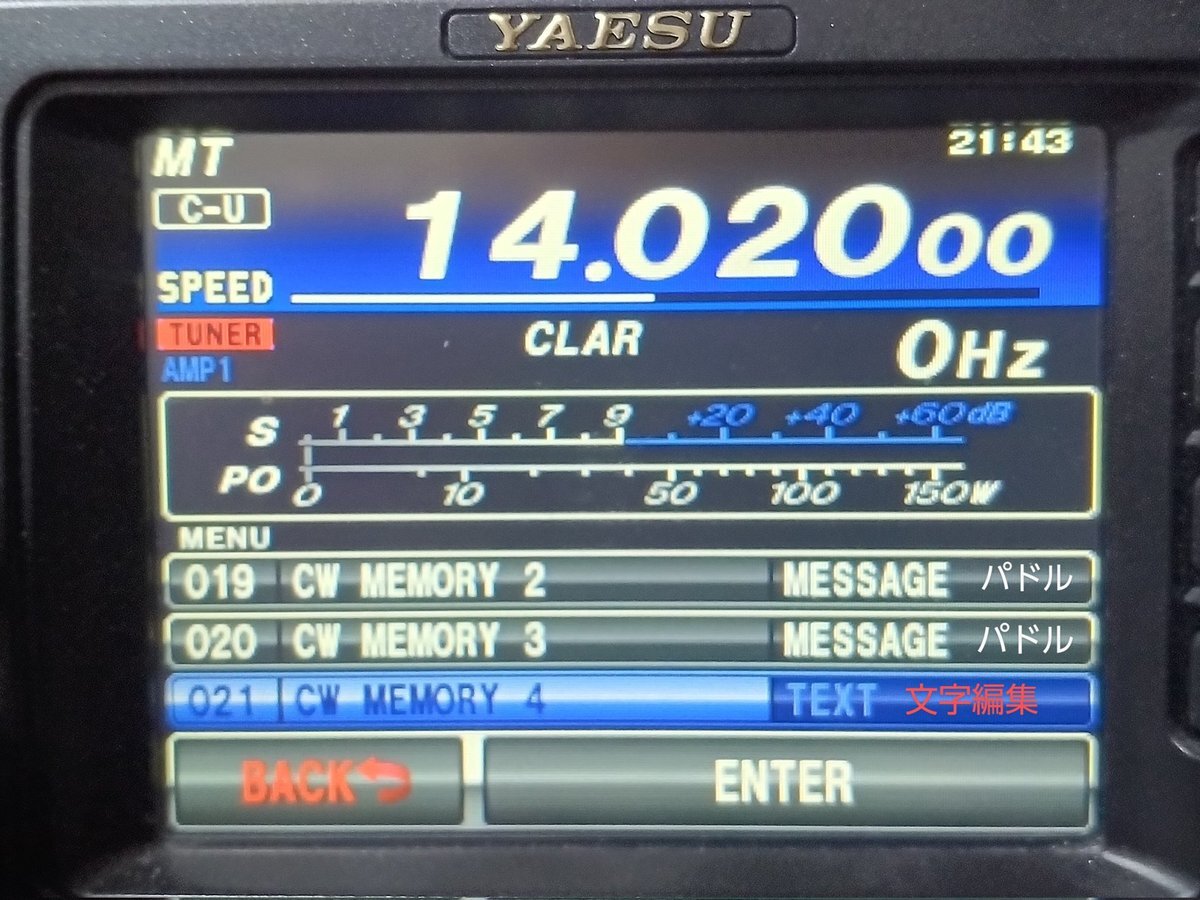 YAESU
MT 21:43
C-U 14.02000
SPEED
TUNER CLAR 0Hz
AMP1
S 1 3 5 7 9 +20 +40 +60dB
PO 0 10 50 100 150W
MENU
019 CW MEMORY 2 MESSAGE パドル
020 CW MEMORY 3 MESSAGE パドル
021 CW MEMORY 4 TEXT 文字編集
BACK ENTER